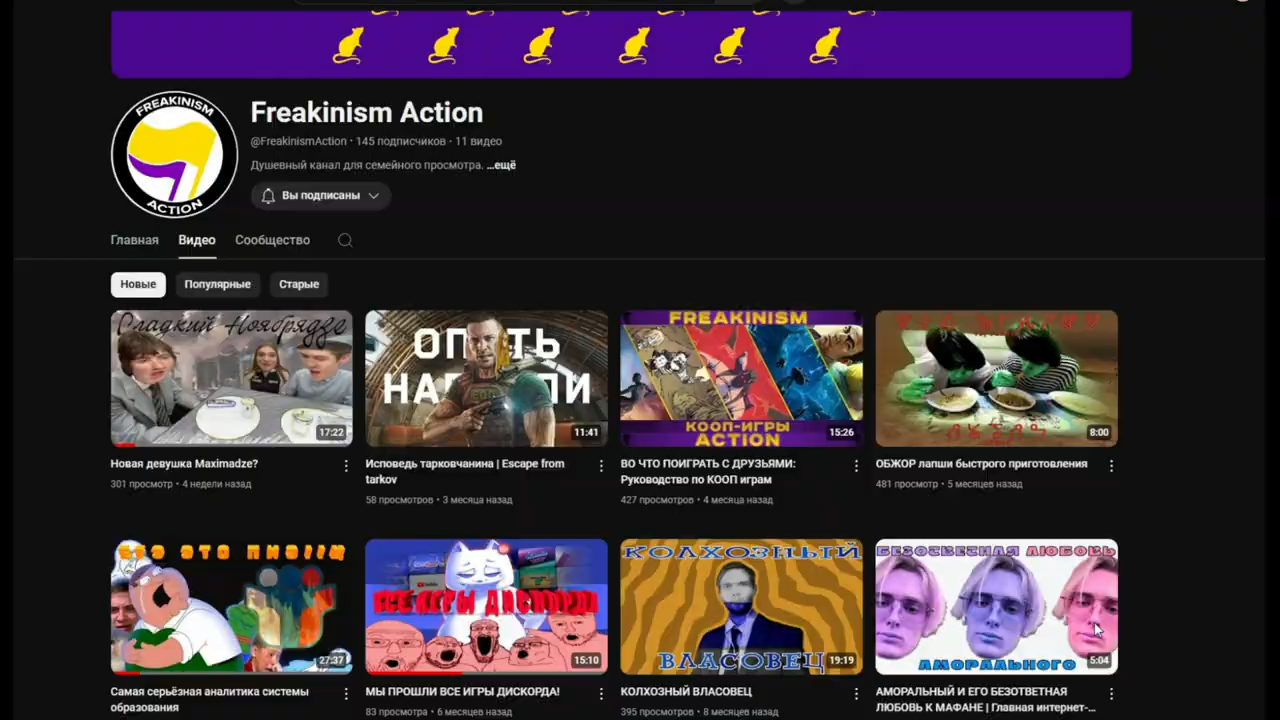 FREAKINISM
ACTION
Freakinism Action
@FreakinismAction • 145 подписчиков • 11 видео
Душевный канал для семейного просмотра. ...ещё
Вы подписаны
Главная
Видео
Сообщество
Новые
Популярные
Старые
Сладкий Ноябрядзе
17:22
11:41
FREAKINISM
КООП-ИГРЫ
ACTION
15:26
8:00
Новая девушка Maximadze?
301 просмотр • 4 недели назад
Исповедь тарковчанина | Escape from
tarkov
58 просмотров • 3 месяца назад
ВО ЧТО ПОИГРАТЬ С ДРУЗЬЯМИ:
Руководство по КООП играм
427 просмотров • 4 месяца назад
ОБЖОР лапши быстрого приготовления
481 просмотр • 5 месяцев назад
27:37
ВСЕ ИГРЫ ДИСКОРДА
15:10
КОЛХОЗНЫЙ
ВЛАСОВЕЦ
19:19
БЕЗОТВЕТНАЯ ЛЮБОВЬ
АМОРАЛЬНОГО
5:04
Самая серьёзная аналитика системы
образования
МЫ ПРОШЛИ ВСЕ ИГРЫ ДИСКОРДА!
83 просмотра • 6 месяцев назад
КОЛХОЗНЫЙ ВЛАСОВЕЦ
395 просмотров • 8 месяцев назад
АМОРАЛЬНЫЙ И ЕГО БЕЗОТВЕТНАЯ
ЛЮБОВЬ К МАФАНЕ | Главная интернет-...